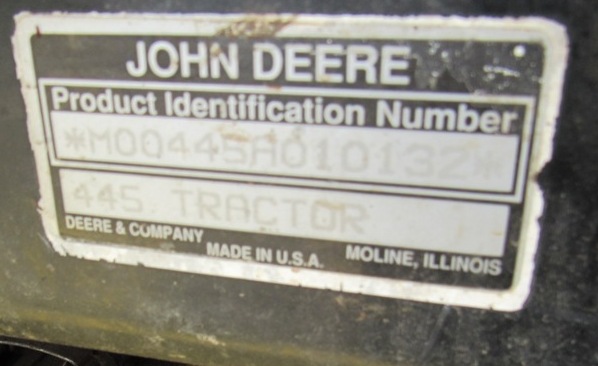 JOHN DEERE
Product Identification Number
*M00445A010132*
445 TRACTOR
DEERE & COMPANY
MADE IN U.S.A.
MOLINE, ILLINOIS